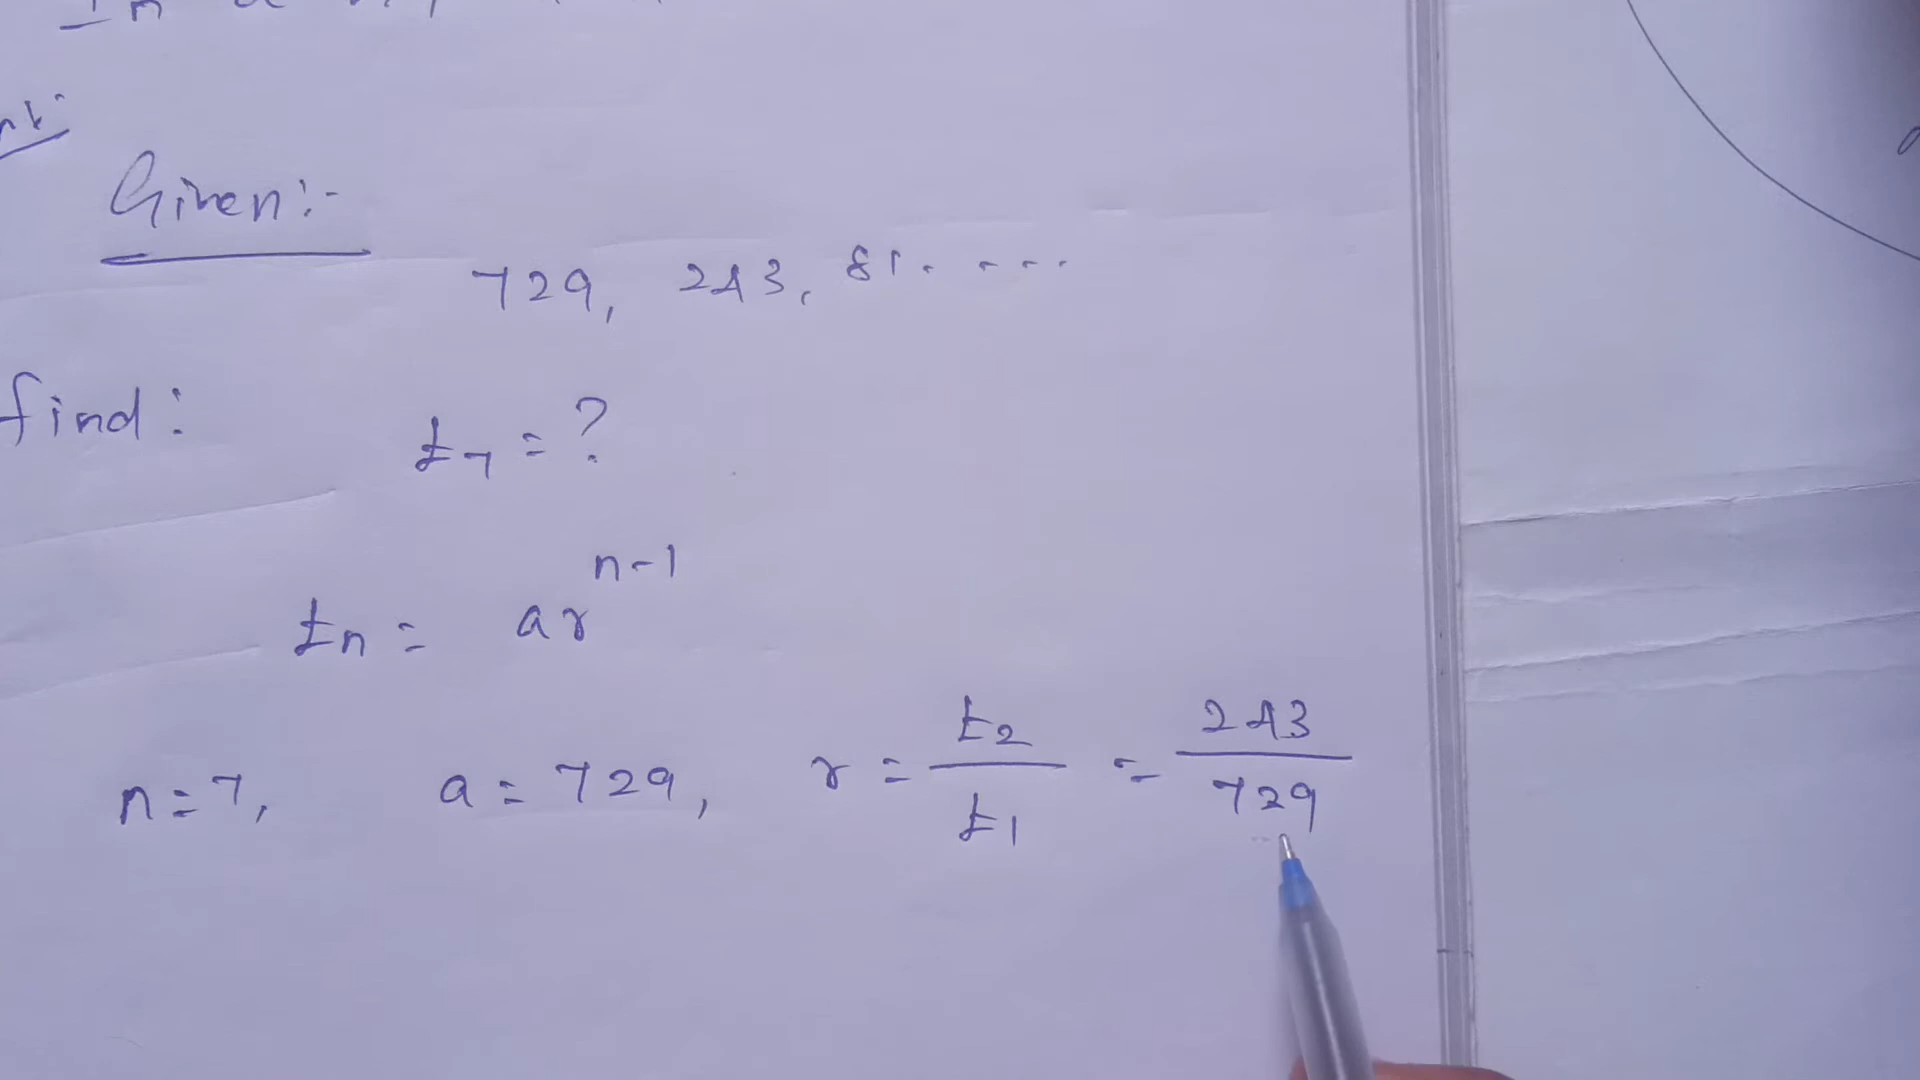 Given:-
729, 243, 81. ....
find:
t7 = ?
tn = ar^n-1
n=7, a = 729, r = t2/t1 = 243/729